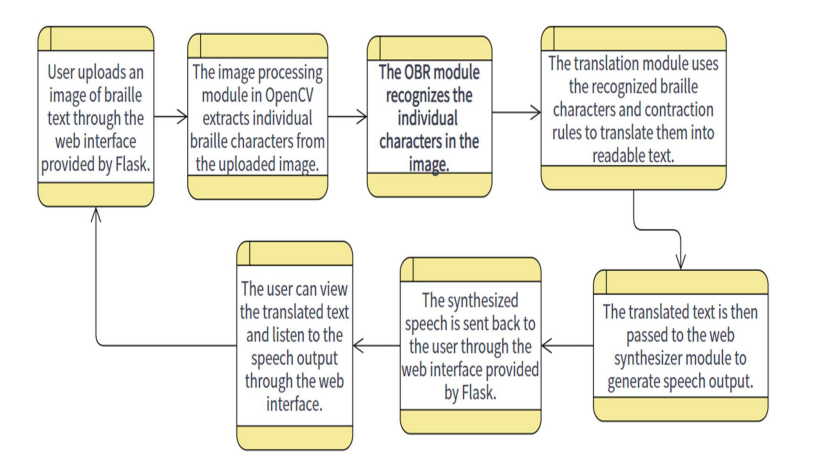 User uploads an
image of braille
text through the
web interface
provided by Flask.
The image processing
module in OpenCV
extracts individual
braille characters from
the uploaded image.
The OBR module
recognizes the
individual
characters in the
image.
The translation module uses
the recognized braille
characters and contraction
rules to translate them into
readable text.
The translated text is then
passed to the web
synthesizer module to
generate speech output.
The synthesized
speech is sent back to
the user through the
web interface provided
by Flask.
The user can view
the translated text
and listen to the
speech output
through the web
interface.